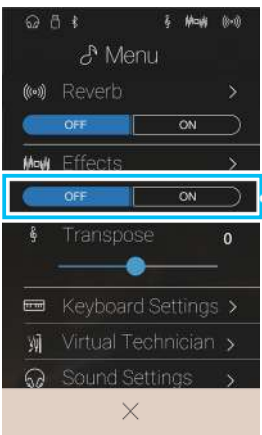 Menu
Reverb >
OFF ON
Effects >
OFF ON
Transpose 0
Keyboard Settings >
Virtual Technician >
Sound Settings >